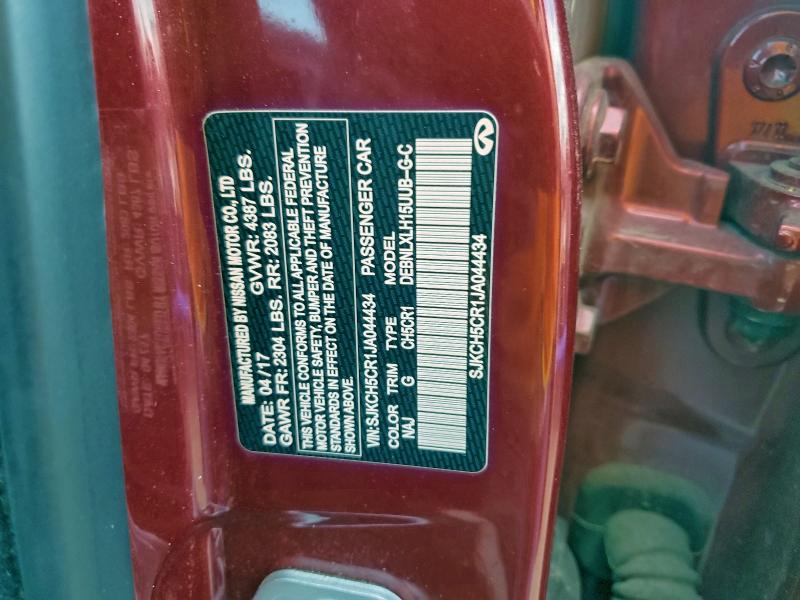 MANUFACTURED BY NISSAN MOTOR CO., LTD
DATE: 04/17 GVWR: 4387 LBS.
GAWR FR: 2304 LBS. RR: 2083 LBS.
THIS VEHICLE CONFORMS TO ALL APPLICABLE FEDERAL
MOTOR VEHICLE SAFETY, BUMPER AND THEFT PREVENTION
STANDARDS IN EFFECT ON THE DATE OF MANUFACTURE
SHOWN ABOVE.
VIN:SJKCH5CR1JA044434 PASSENGER CAR
COLOR TRIM TYPE MODEL
NAJ G CH5CR1 DEBNLXLH15UUB-G-C
SJKCH5CR1JA044434